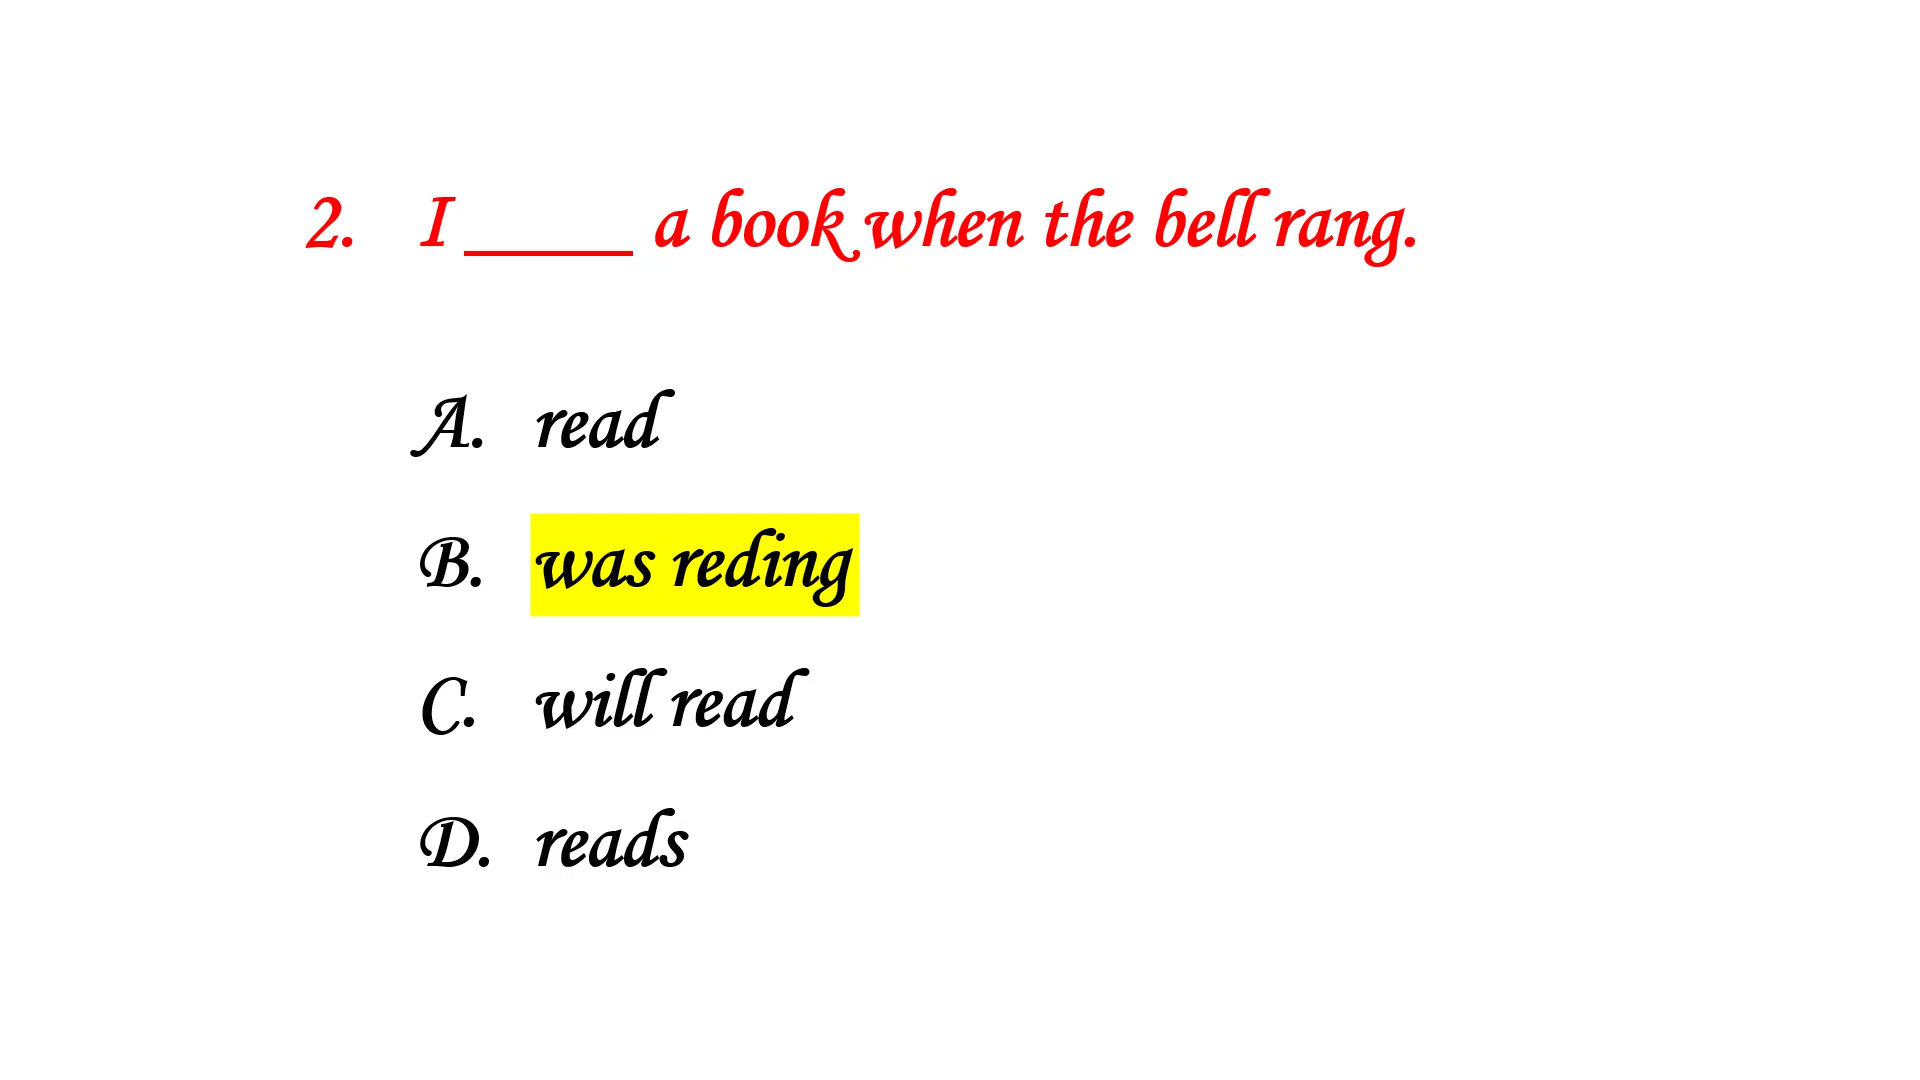 2. I _____ a book when the bell rang.
A. read
B. was reding
C. will read
D. reads